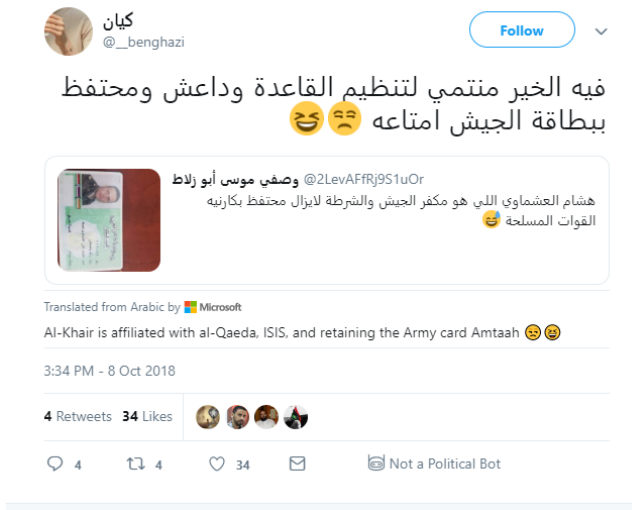 كيان
@__benghazi
Follow
فيه الخير منتمي لتنظيم القاعدة وداعش ومحتفظ
ببطاقة الجيش امتاعه 😒😆
وصفي موسى أبو زلاط @2LevAFfRj9S1uOr
هشام العشماوي اللي هو مكفر الجيش والشرطة لايزال محتفظ بكارنيه
القوات المسلحة 😅
Translated from Arabic by Microsoft
Al-Khair is affiliated with al-Qaeda, ISIS, and retaining the Army card Amtaah 😒😆
3:34 PM - 8 Oct 2018
4 Retweets 34 Likes
4 4 34 Not a Political Bot